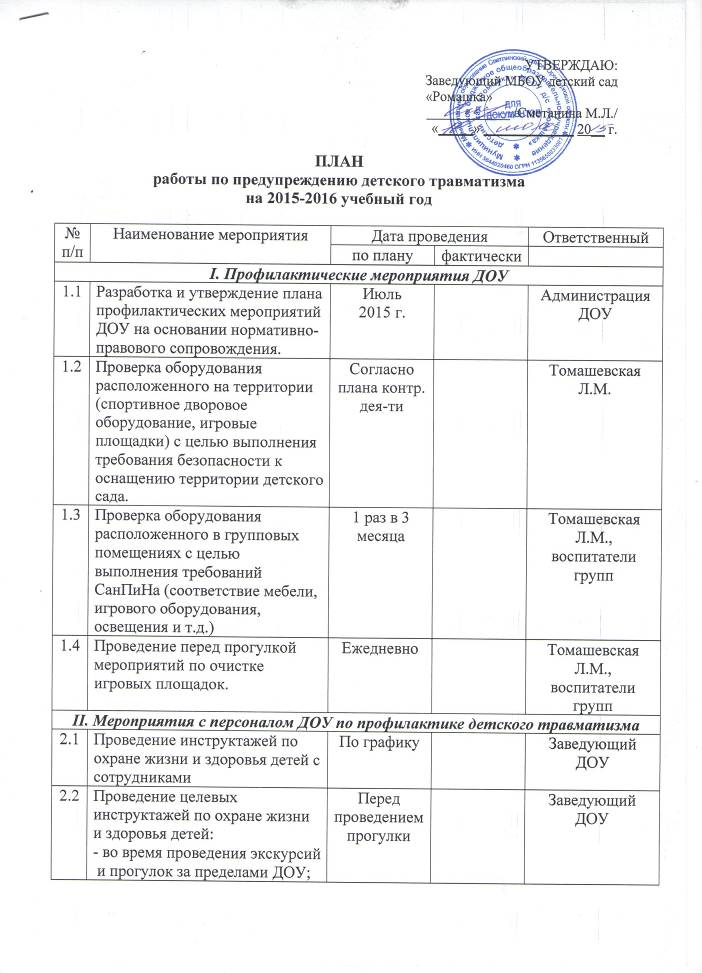 УТВЕРЖДАЮ:
Заведующий МБОУ детский сад
«Ромашка»
/Сметанина М.Л./
« » 2015 г.
ДЛЯ
ДОКУМЕНТОВ
ПЛАН
работы по предупреждению детского травматизма
на 2015-2016 учебный год
№ Наименование мероприятия Дата проведения Ответственный
п/п по плану фактически
I. Профилактические мероприятия ДОУ
1.1 Разработка и утверждение плана Июль Администрация
профилактических мероприятий 2015 г. ДОУ
ДОУ на основании нормативно-
правового сопровождения.
1.2 Проверка оборудования Согласно Томашевская
расположенного на территории плана контр. Л.М.
(спортивное дворовое дея-ти
оборудование, игровые
площадки) с целью выполнения
требования безопасности к
оснащению территории детского
сада.
1.3 Проверка оборудования 1 раз в 3 Томашевская
расположенного в групповых месяца Л.М.,
помещениях с целью воспитатели
выполнения требований групп
СанПиНа (соответствие мебели,
игрового оборудования,
освещения и т.д.)
1.4 Проведение перед прогулкой Ежедневно Томашевская
мероприятий по очистке Л.М.,
игровых площадок. воспитатели
групп
II. Мероприятия с персоналом ДОУ по профилактике детского травматизма
2.1 Проведение инструктажей по По графику Заведующий
охране жизни и здоровья детей с ДОУ
сотрудниками
2.2 Проведение целевых Перед Заведующий
инструктажей по охране жизни проведением ДОУ
и здоровья детей: прогулки
- во время проведения экскурсий
и прогулок за пределами ДОУ;